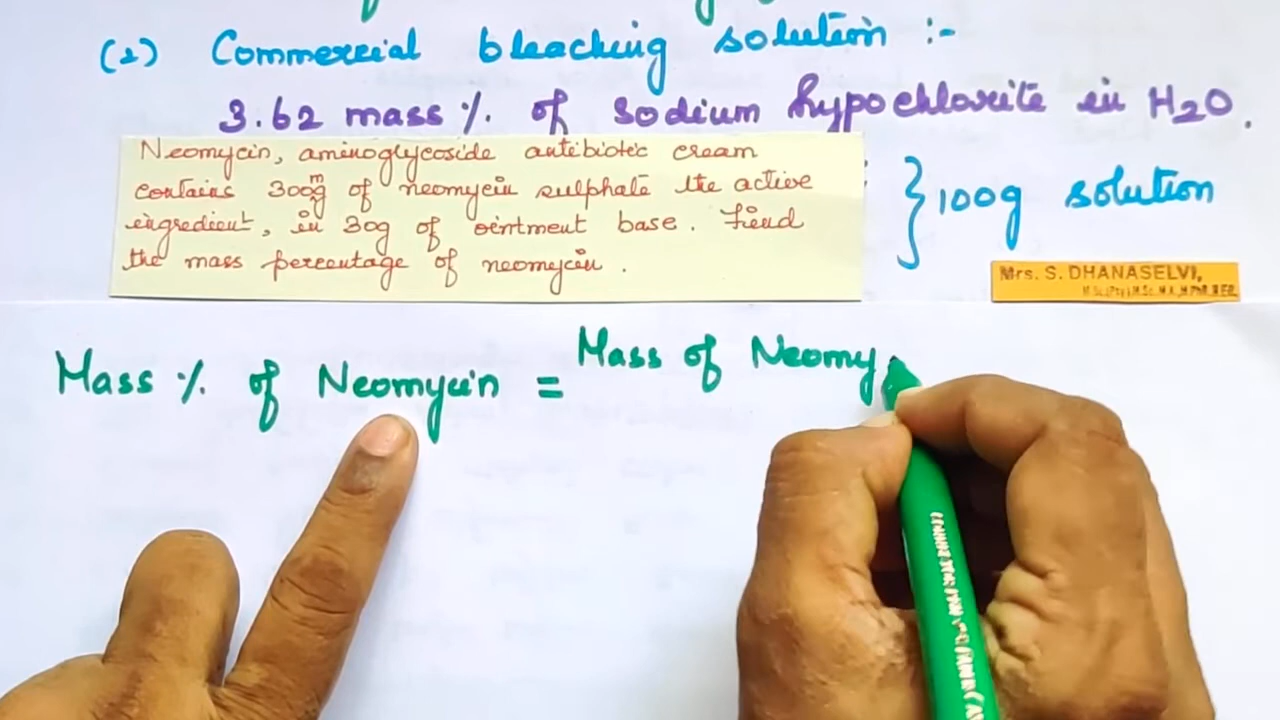 (2) Commercial bleaching solution :-
3.62 mass % of sodium hypochlorite in H2O.
Neomycin, aminoglycoside antibiotic cream
contains 300mg of neomycin sulphate the active
ingredient, in 30g of ointment base. Find
the mass percentage of neomycin.
} 100g solution
Mrs. S. DHANASELVI,
Mass % of Neomycin = Mass of Neomy